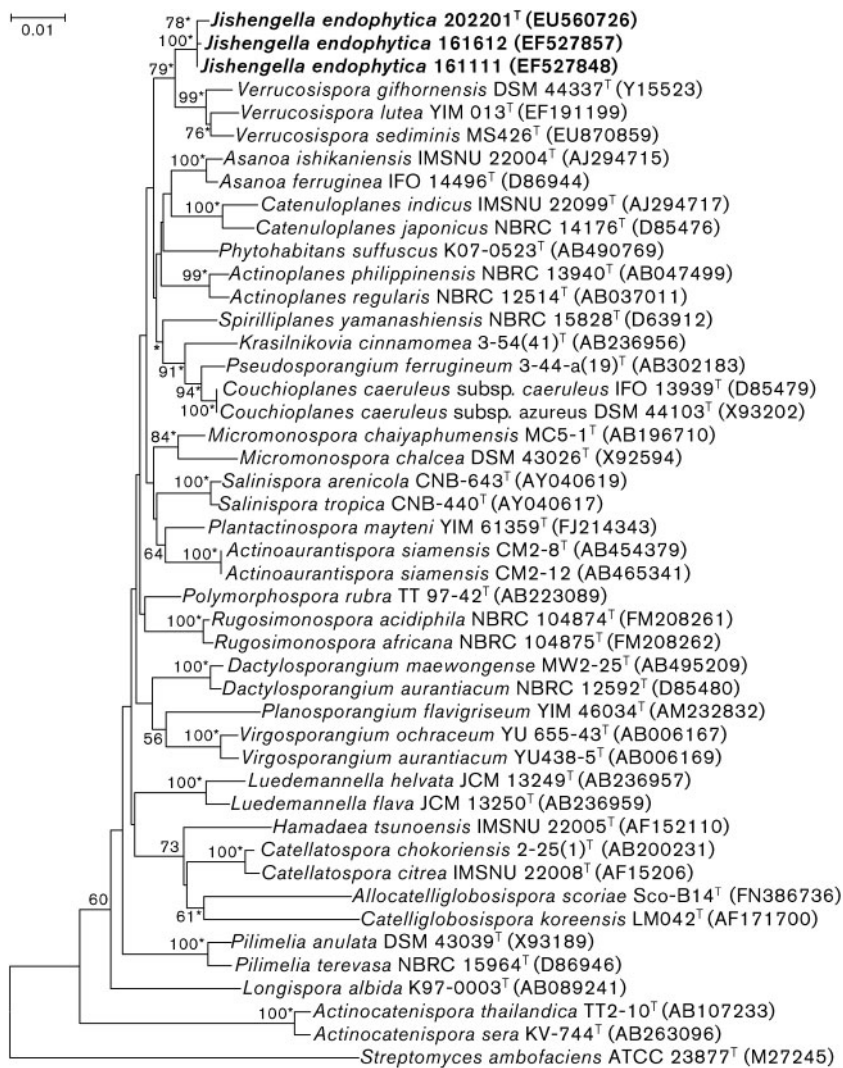 0.01
78*
Jishengella endophytica 202201ᵀ (EU560726)
100*
Jishengella endophytica 161612 (EF527857)
Jishengella endophytica 161111 (EF527848)
79*
99*
Verrucosispora gifhornensis DSM 44337ᵀ (Y15523)
Verrucosispora lutea YIM 013ᵀ (EF191199)
76*
Verrucosispora sediminis MS426ᵀ (EU870859)
100*
Asanoa ishikaniensis IMSNU 22004ᵀ (AJ294715)
Asanoa ferruginea IFO 14496ᵀ (D86944)
100*
Catenuloplanes indicus IMSNU 22099ᵀ (AJ294717)
Catenuloplanes japonicus NBRC 14176ᵀ (D85476)
Phytohabitans suffuscus K07-0523ᵀ (AB490769)
99*
Actinoplanes philippinensis NBRC 13940ᵀ (AB047499)
Actinoplanes regularis NBRC 12514ᵀ (AB037011)
Spirilliplanes yamanashiensis NBRC 15828ᵀ (D63912)
*
Krasilnikovia cinnamomea 3-54(41)ᵀ (AB236956)
91*
Pseudosporangium ferrugineum 3-44-a(19)ᵀ (AB302183)
94*
Couchioplanes caeruleus subsp. caeruleus IFO 13939ᵀ (D85479)
100*
Couchioplanes caeruleus subsp. azureus DSM 44103ᵀ (X93202)
84*
Micromonospora chaiyaphumensis MC5-1ᵀ (AB196710)
Micromonospora chalcea DSM 43026ᵀ (X92594)
100*
Salinispora arenicola CNB-643ᵀ (AY040619)
Salinispora tropica CNB-440ᵀ (AY040617)
Plantactinospora mayteni YIM 61359ᵀ (FJ214343)
64
100*
Actinoaurantispora siamensis CM2-8ᵀ (AB454379)
Actinoaurantispora siamensis CM2-12 (AB465341)
Polymorphospora rubra TT 97-42ᵀ (AB223089)
100*
Rugosimonospora acidiphila NBRC 104874ᵀ (FM208261)
Rugosimonospora africana NBRC 104875ᵀ (FM208262)
100*
Dactylosporangium maewongense MW2-25ᵀ (AB495209)
Dactylosporangium aurantiacum NBRC 12592ᵀ (D85480)
Planosporangium flavigriseum YIM 46034ᵀ (AM232832)
56
100*
Virgosporangium ochraceum YU 655-43ᵀ (AB006167)
Virgosporangium aurantiacum YU438-5ᵀ (AB006169)
100*
Luedemannella helvata JCM 13249ᵀ (AB236957)
Luedemannella flava JCM 13250ᵀ (AB236959)
Hamadaea tsunoensis IMSNU 22005ᵀ (AF152110)
73
100*
Catellatospora chokoriensis 2-25(1)ᵀ (AB200231)
Catellatospora citrea IMSNU 22008ᵀ (AF15206)
Allocatelliglobosispora scoriae Sco-B14ᵀ (FN386736)
60
61*
Catelliglobosispora koreensis LM042ᵀ (AF171700)
100*
Pilimelia anulata DSM 43039ᵀ (X93189)
Pilimelia terevasa NBRC 15964ᵀ (D86946)
Longispora albida K97-0003ᵀ (AB089241)
100*
Actinocatenispora thailandica TT2-10ᵀ (AB107233)
Actinocatenispora sera KV-744ᵀ (AB263096)
Streptomyces ambofaciens ATCC 23877ᵀ (M27245)